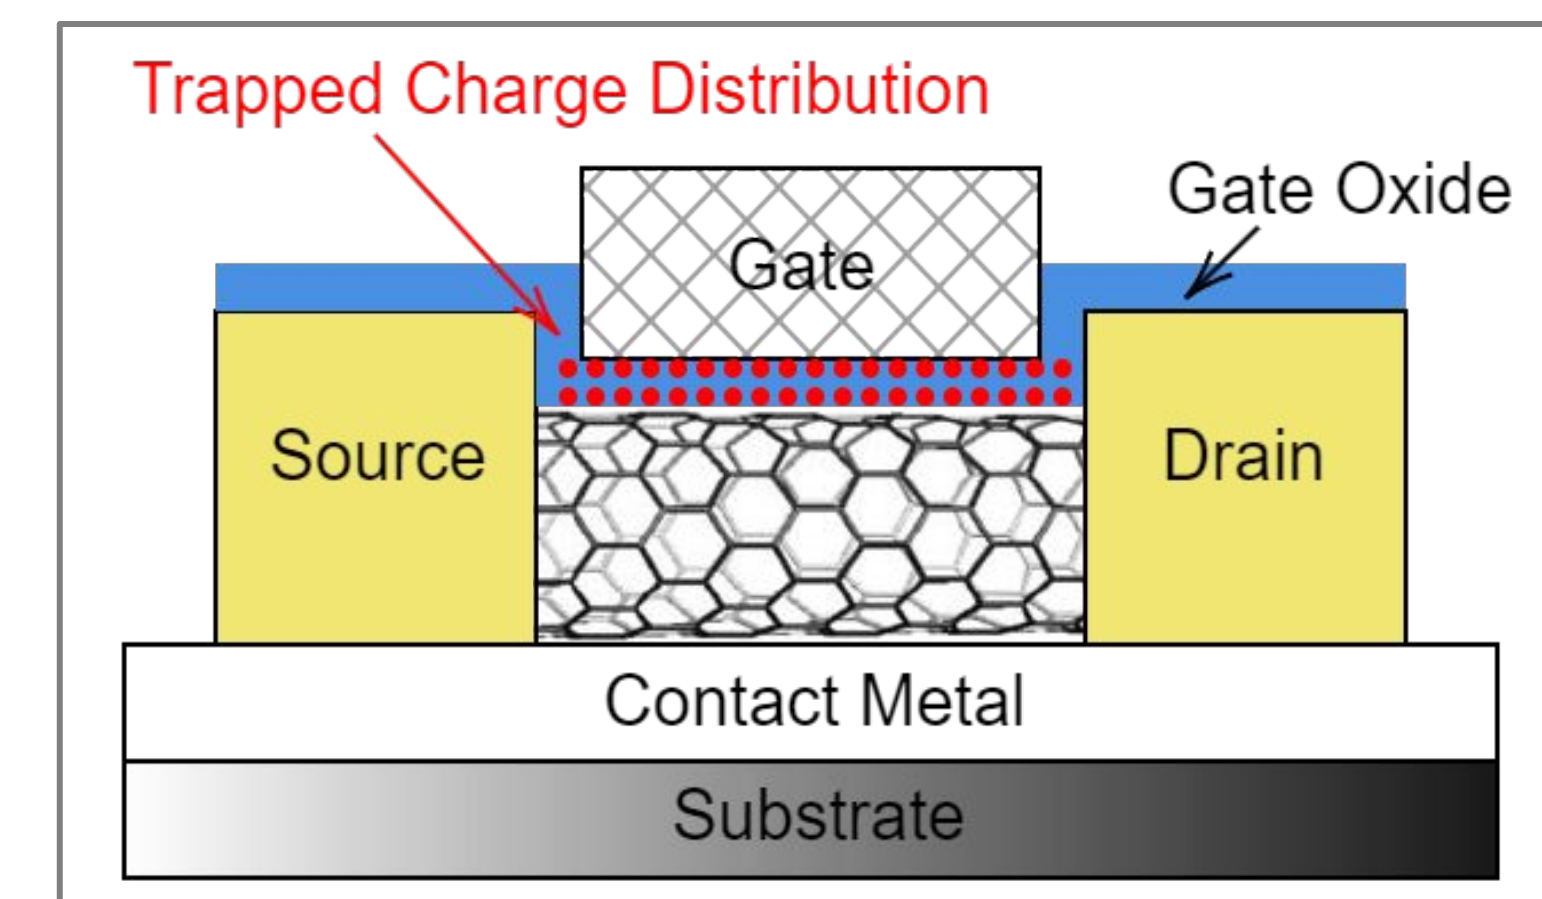 Trapped Charge Distribution
Gate Oxide
Gate
Source
Drain
Contact Metal
Substrate